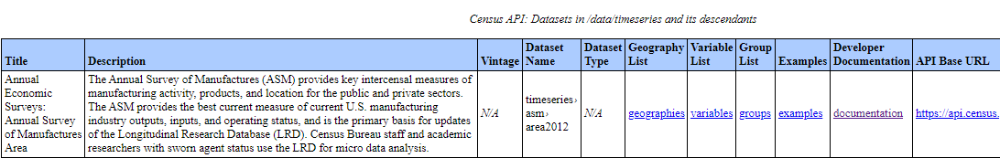 Census API: Datasets in /data/timeseries and its descendants
Title
Description
Vintage
Dataset
Name
Dataset
Type
Geography
List
Variable
List
Group
List
Examples
Developer
Documentation
API Base URL
Annual
Economic
Surveys:
Annual Survey
of Manufactures
Area
The Annual Survey of Manufactures (ASM) provides key intercensal measures of
manufacturing activity, products, and location for the public and private sectors.
The ASM provides the best current measure of current U.S. manufacturing
industry outputs, inputs, and operating status, and is the primary basis for updates
of the Longitudinal Research Database (LRD). Census Bureau staff and academic
researchers with sworn agent status use the LRD for micro data analysis.
N/A
timeseries›
asm›
area2012
N/A
geographies
variables
groups
examples
documentation
https://api.census.